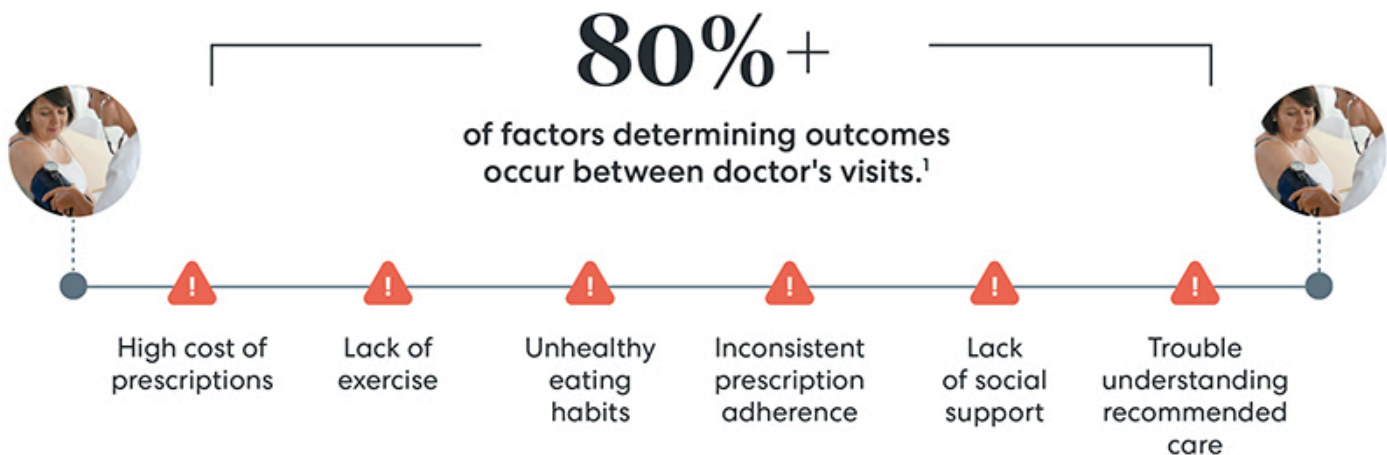 80%+
of factors determining outcomes
occur between doctor's visits.¹
! ! ! ! ! !
High cost of
prescriptions
Lack of
exercise
Unhealthy
eating
habits
Inconsistent
prescription
adherence
Lack
of social
support
Trouble
understanding
recommended
care